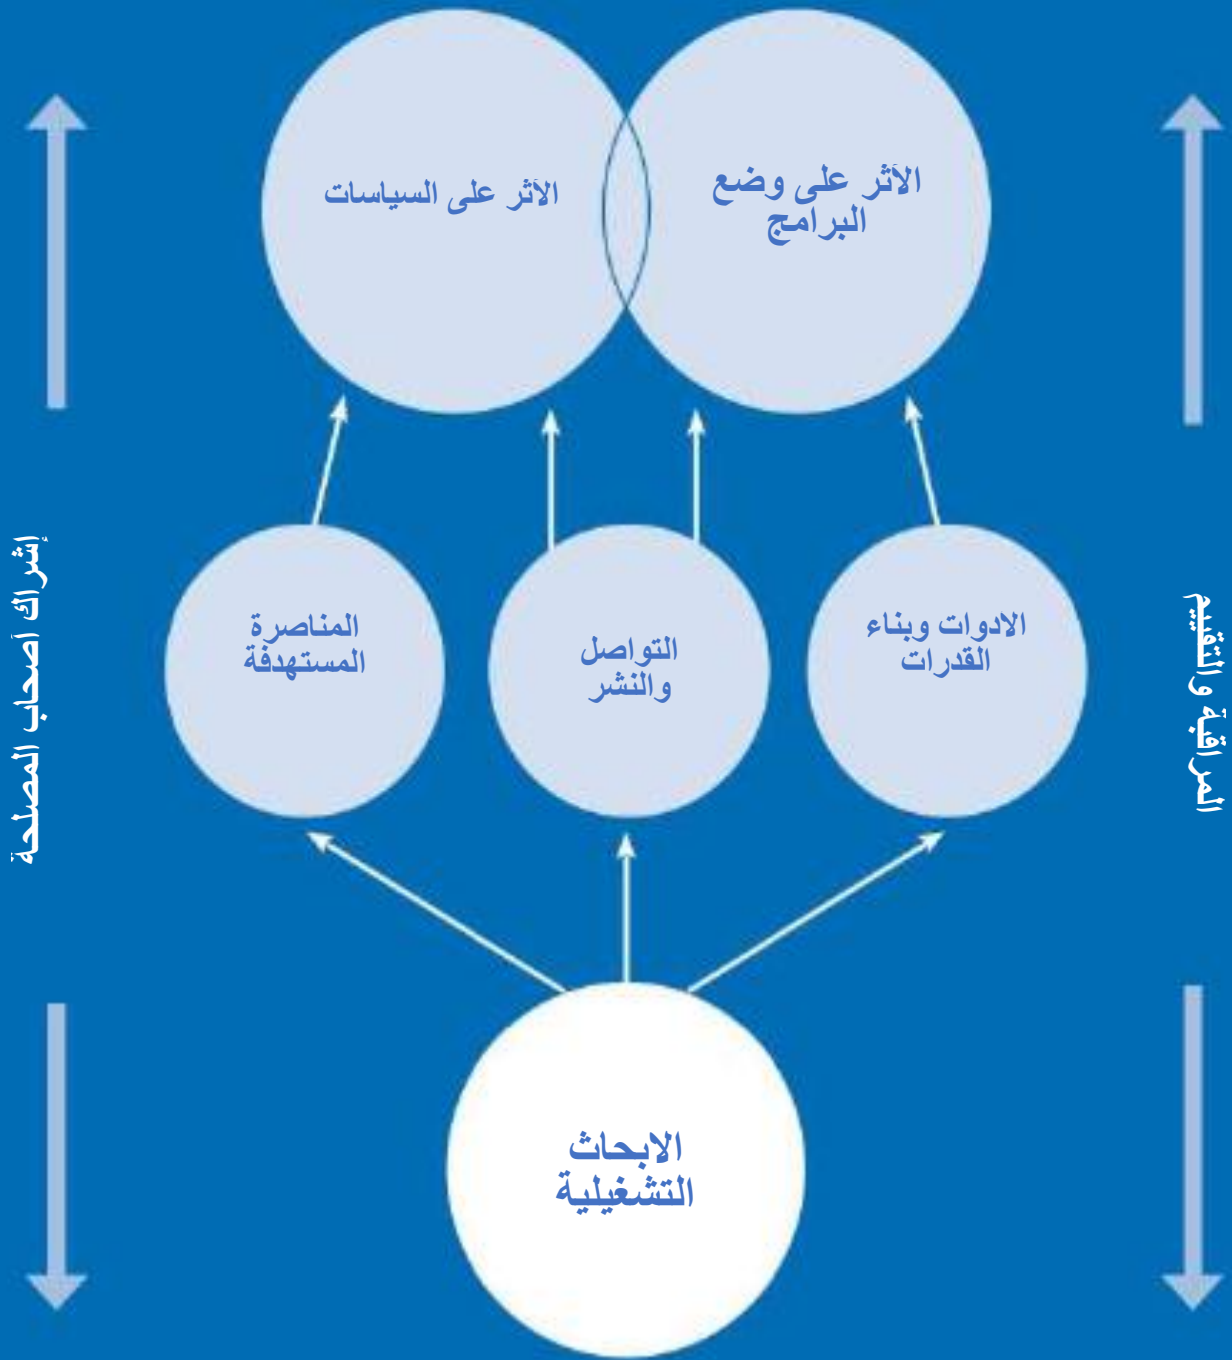 الأثر على وضع
البرامج
الأثر على السياسات
الادوات وبناء
القدرات
التواصل
والنشر
المناصرة
المستهدفة
الابحاث
التشغيلية
المراقبة والتقييم
إشراك أصحاب المصلحة